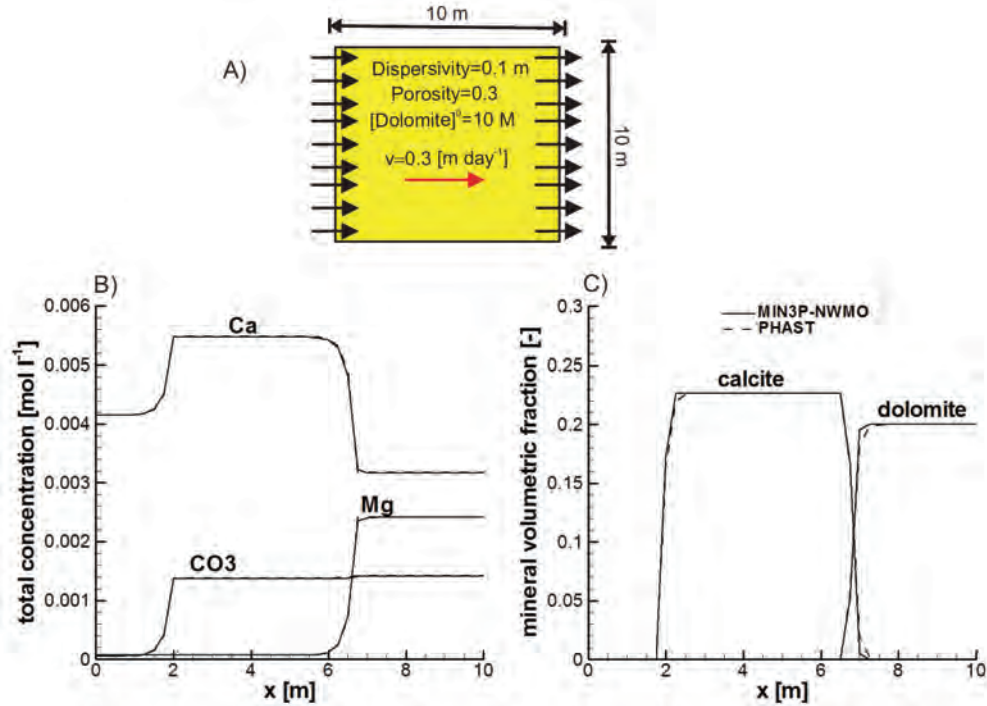 A)
10 m
Dispersivity=0.1 m
Porosity=0.3
[Dolomite]⁰=10 M
v=0.3 [m day⁻¹]
10 m
B)
total concentration [mol l⁻¹]
0.006
0.005
0.004
0.003
0.002
0.001
0
Ca
Mg
CO3
0 2 4 6 8 10
x [m]
C)
mineral volumetric fraction [-]
0.3
0.25
0.2
0.15
0.1
0.05
0
MIN3P-NWMO
PHAST
calcite
dolomite
0 2 4 6 8 10
x [m]